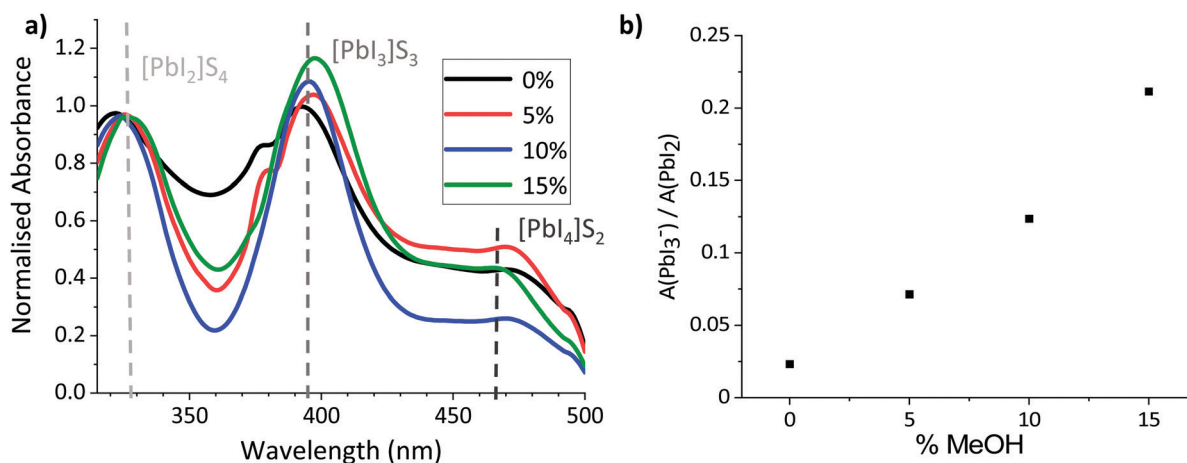 a)
[PbI₂]S₄
[PbI₃]S₃
[PbI₄]S₂
0%
5%
10%
15%
Normalised Absorbance
0.0
0.2
0.4
0.6
0.8
1.0
1.2
350
400
450
500
Wavelength (nm)
b)
A(PbI3⁻) / A(PbI₂)
0
0.05
0.1
0.15
0.2
0.25
0
5
10
15
% MeOH